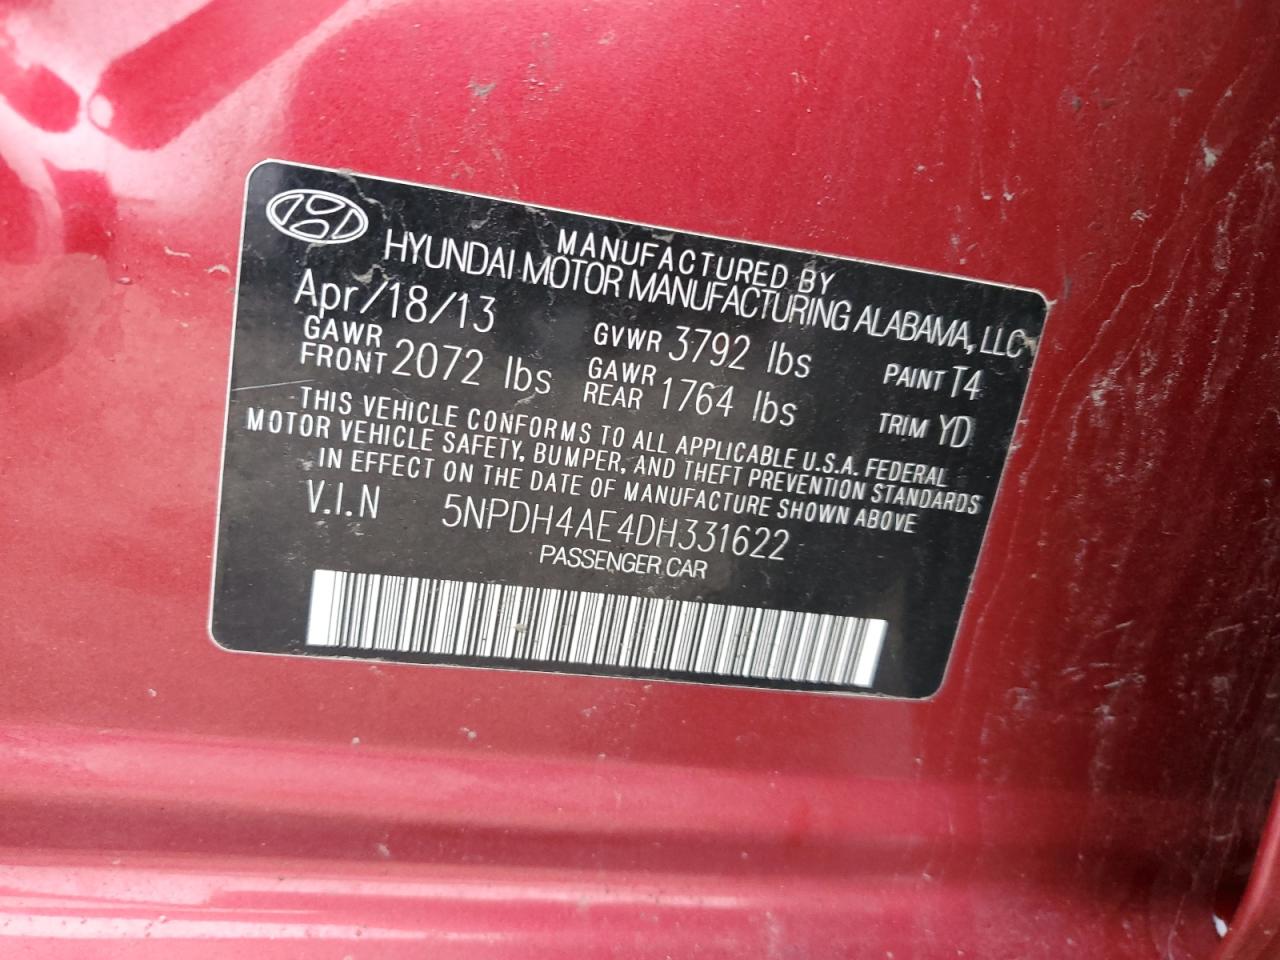 MANUFACTURED BY
HYUNDAI MOTOR MANUFACTURING ALABAMA, LLC
Apr/18/13 GVWR 3792 lbs PAINT T4
GAWR FRONT 2072 lbs GAWR REAR 1764 lbs TRIM YD
THIS VEHICLE CONFORMS TO ALL APPLICABLE U.S.A. FEDERAL
MOTOR VEHICLE SAFETY, BUMPER, AND THEFT PREVENTION STANDARDS
IN EFFECT ON THE DATE OF MANUFACTURE SHOWN ABOVE
V.I.N 5NPDH4AE4DH331622
PASSENGER CAR